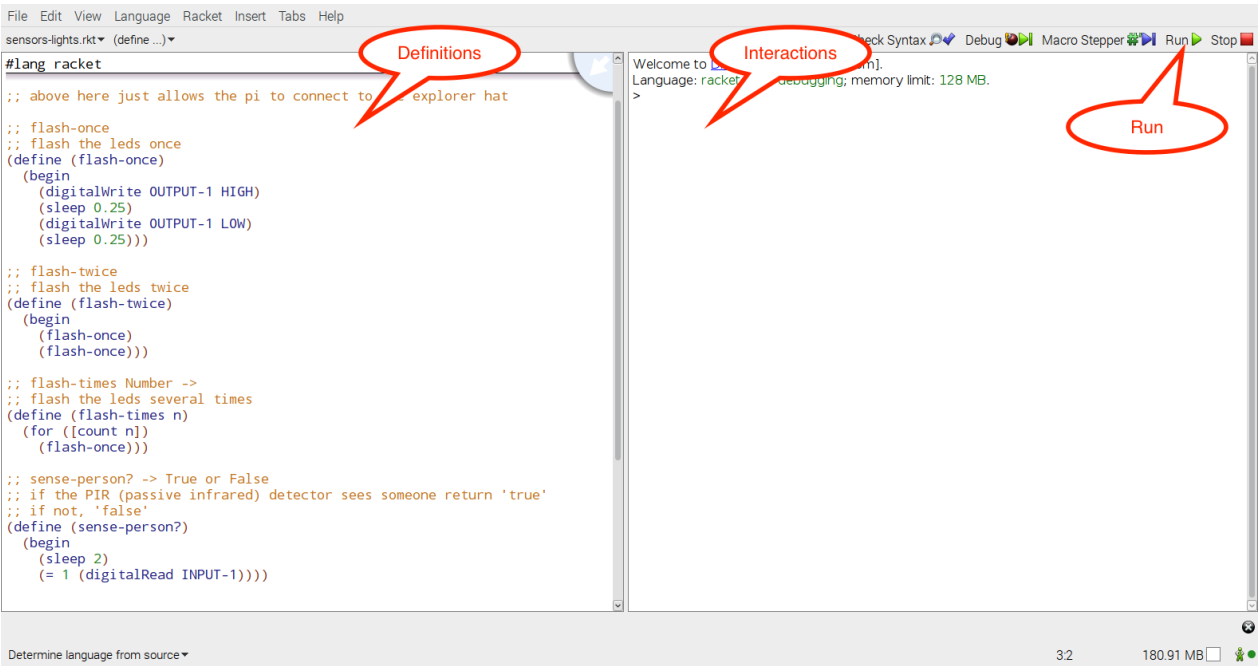 File Edit View Language Racket Insert Tabs Help
sensors-lights.rkt (define ...) Check Syntax Debug Macro Stepper Run Stop
Definitions
Interactions
Run
#lang racket
;; above here just allows the pi to connect to explorer hat
;; flash-once
;; flash the leds once
(define (flash-once)
(begin
(digitalWrite OUTPUT-1 HIGH)
(sleep 0.25)
(digitalWrite OUTPUT-1 LOW)
(sleep 0.25)))
;; flash-twice
;; flash the leds twice
(define (flash-twice)
(begin
(flash-once)
(flash-once)))
;; flash-times Number ->
;; flash the leds several times
(define (flash-times n)
(for ([count n])
(flash-once)))
;; sense-person? -> True or False
;; if the PIR (passive infrared) detector sees someone return 'true'
;; if not, 'false'
(define (sense-person?)
(begin
(sleep 2)
(= 1 (digitalRead INPUT-1))))
Welcome to
Language: racket debugging; memory limit: 128 MB.
>
Determine language from source 3:2 180.91 MB